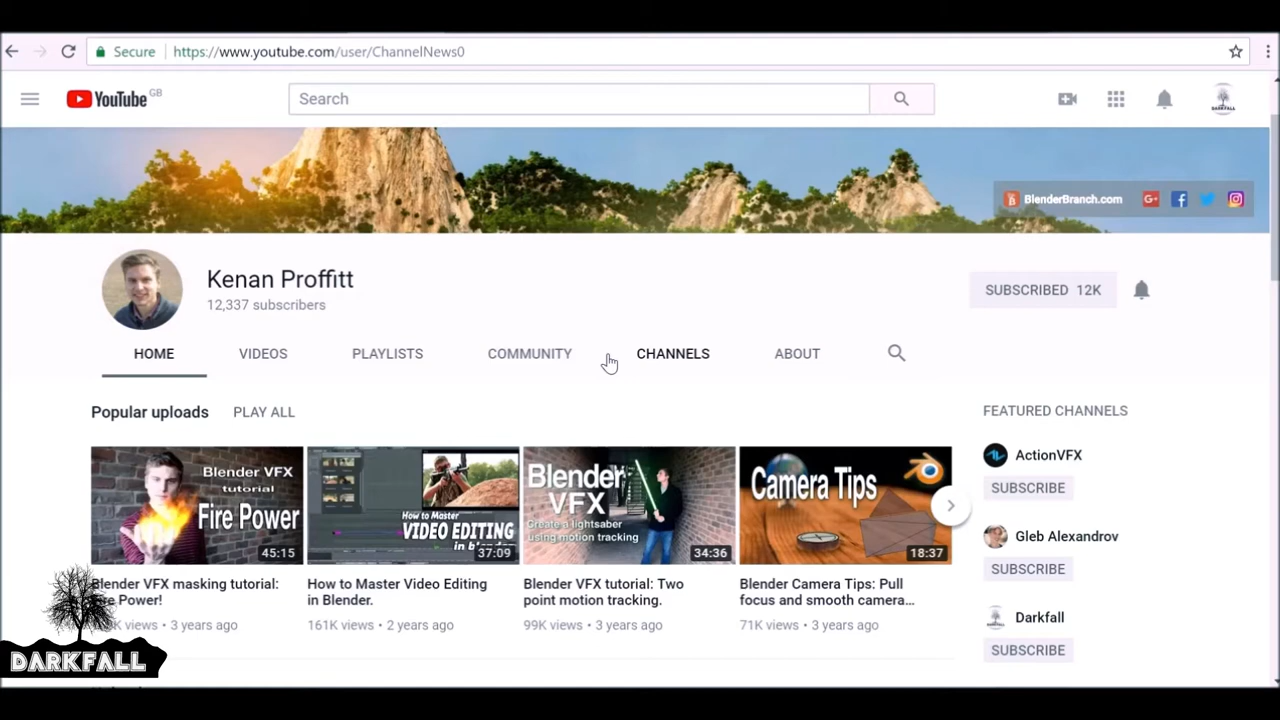 Secure https://www.youtube.com/user/ChannelNews0
YouTube GB
Search
DARKFALL
BlenderBranch.com
Kenan Proffitt
12,337 subscribers
SUBSCRIBED 12K
HOME VIDEOS PLAYLISTS COMMUNITY CHANNELS ABOUT
Popular uploads PLAY ALL
FEATURED CHANNELS
Blender VFX
tutorial
Fire Power
45:15
How to Master
VIDEO EDITING
in blender
37:09
Blender
VFX
Create a lightsaber
using motion tracking
34:36
Camera Tips
18:37
Blender VFX masking tutorial:
Power!
3 years ago
How to Master Video Editing
in Blender.
161K views • 2 years ago
Blender VFX tutorial: Two
point motion tracking.
99K views • 3 years ago
Blender Camera Tips: Pull
focus and smooth camera...
71K views • 3 years ago
ActionVFX
SUBSCRIBE
Gleb Alexandrov
SUBSCRIBE
Darkfall
SUBSCRIBE
DARKFALL